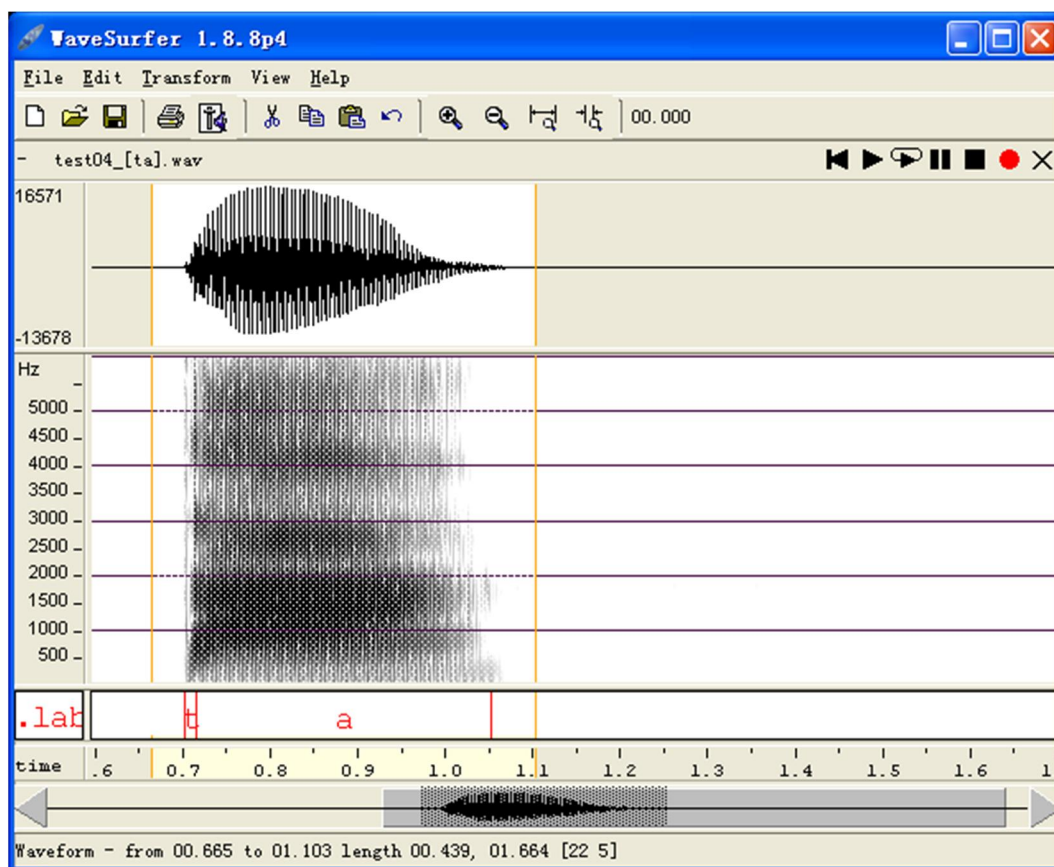 WaveSurfer 1.8.8p4
File Edit Transform View Help
00.000
- test04_[ta].wav
16571
-13678
Hz
5000
4500
4000
3500
3000
2500
2000
1500
1000
500
.lab t a
time .6 0.7 0.8 0.9 1.0 1.1 1.2 1.3 1.4 1.5 1.6 1.
Waveform - from 00.665 to 01.103 length 00.439, 01.664 [22 5]